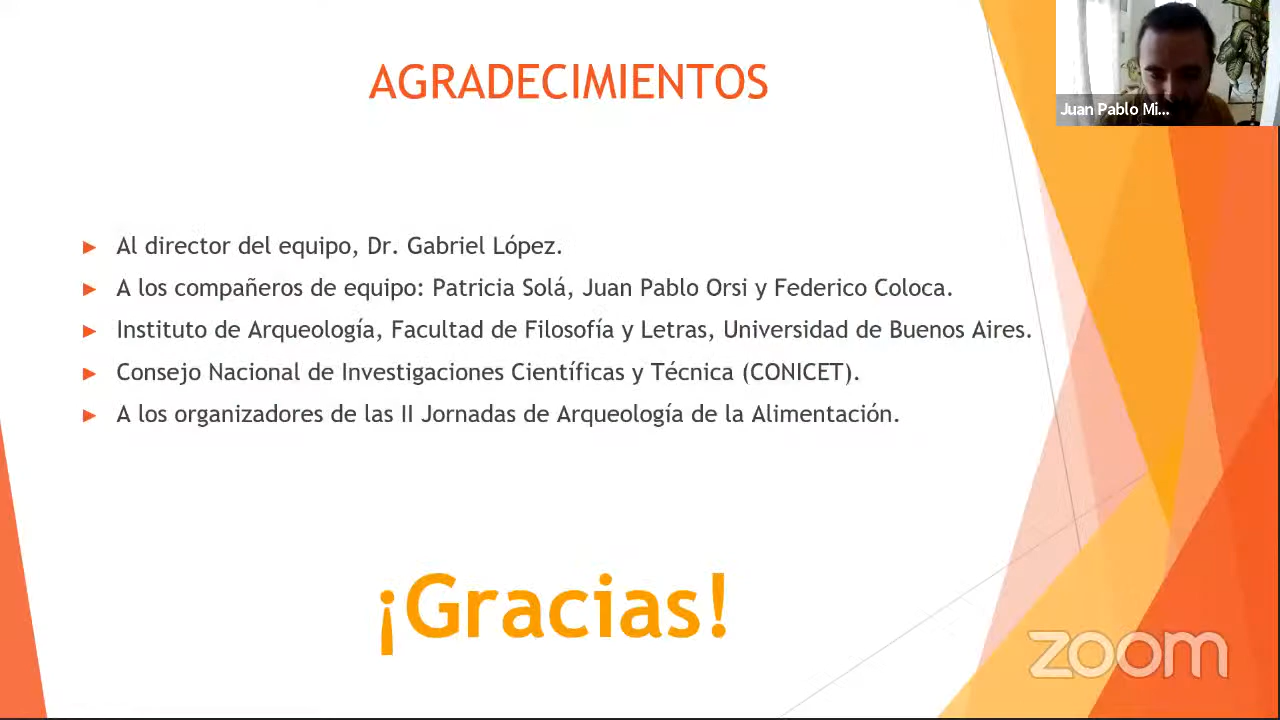 AGRADECIMIENTOS
Juan Pablo Mi...
Al director del equipo, Dr. Gabriel López.
A los compañeros de equipo: Patricia Solá, Juan Pablo Orsi y Federico Coloca.
Instituto de Arqueología, Facultad de Filosofía y Letras, Universidad de Buenos Aires.
Consejo Nacional de Investigaciones Científicas y Técnica (CONICET).
A los organizadores de las II Jornadas de Arqueología de la Alimentación.
¡Gracias!
zoom